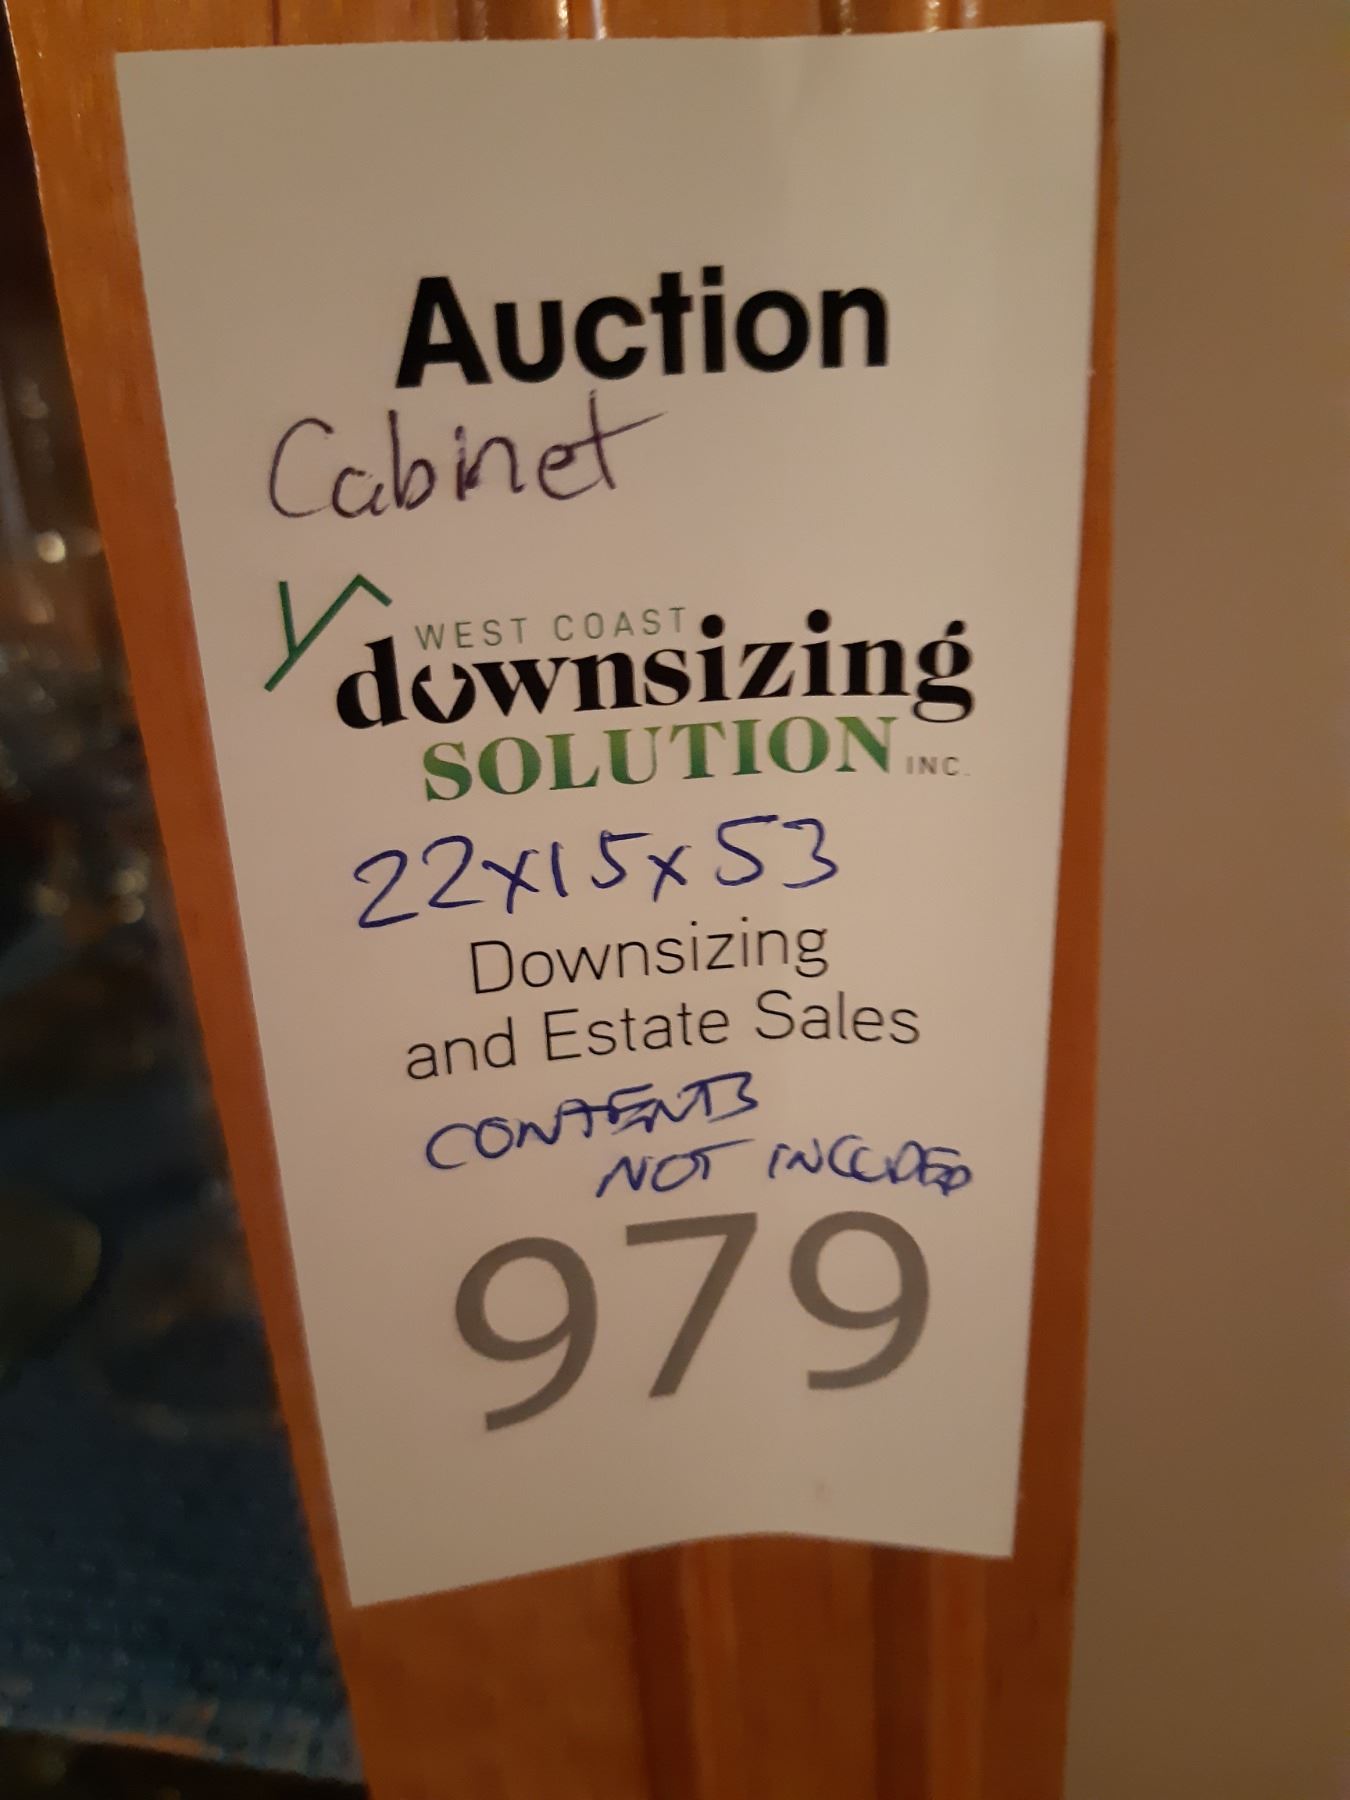 Auction
Cabinet
WEST COAST
downsizing
SOLUTION INC.
22x15x53
Downsizing
and Estate Sales
CONTENTS
NOT INCLUDED
979